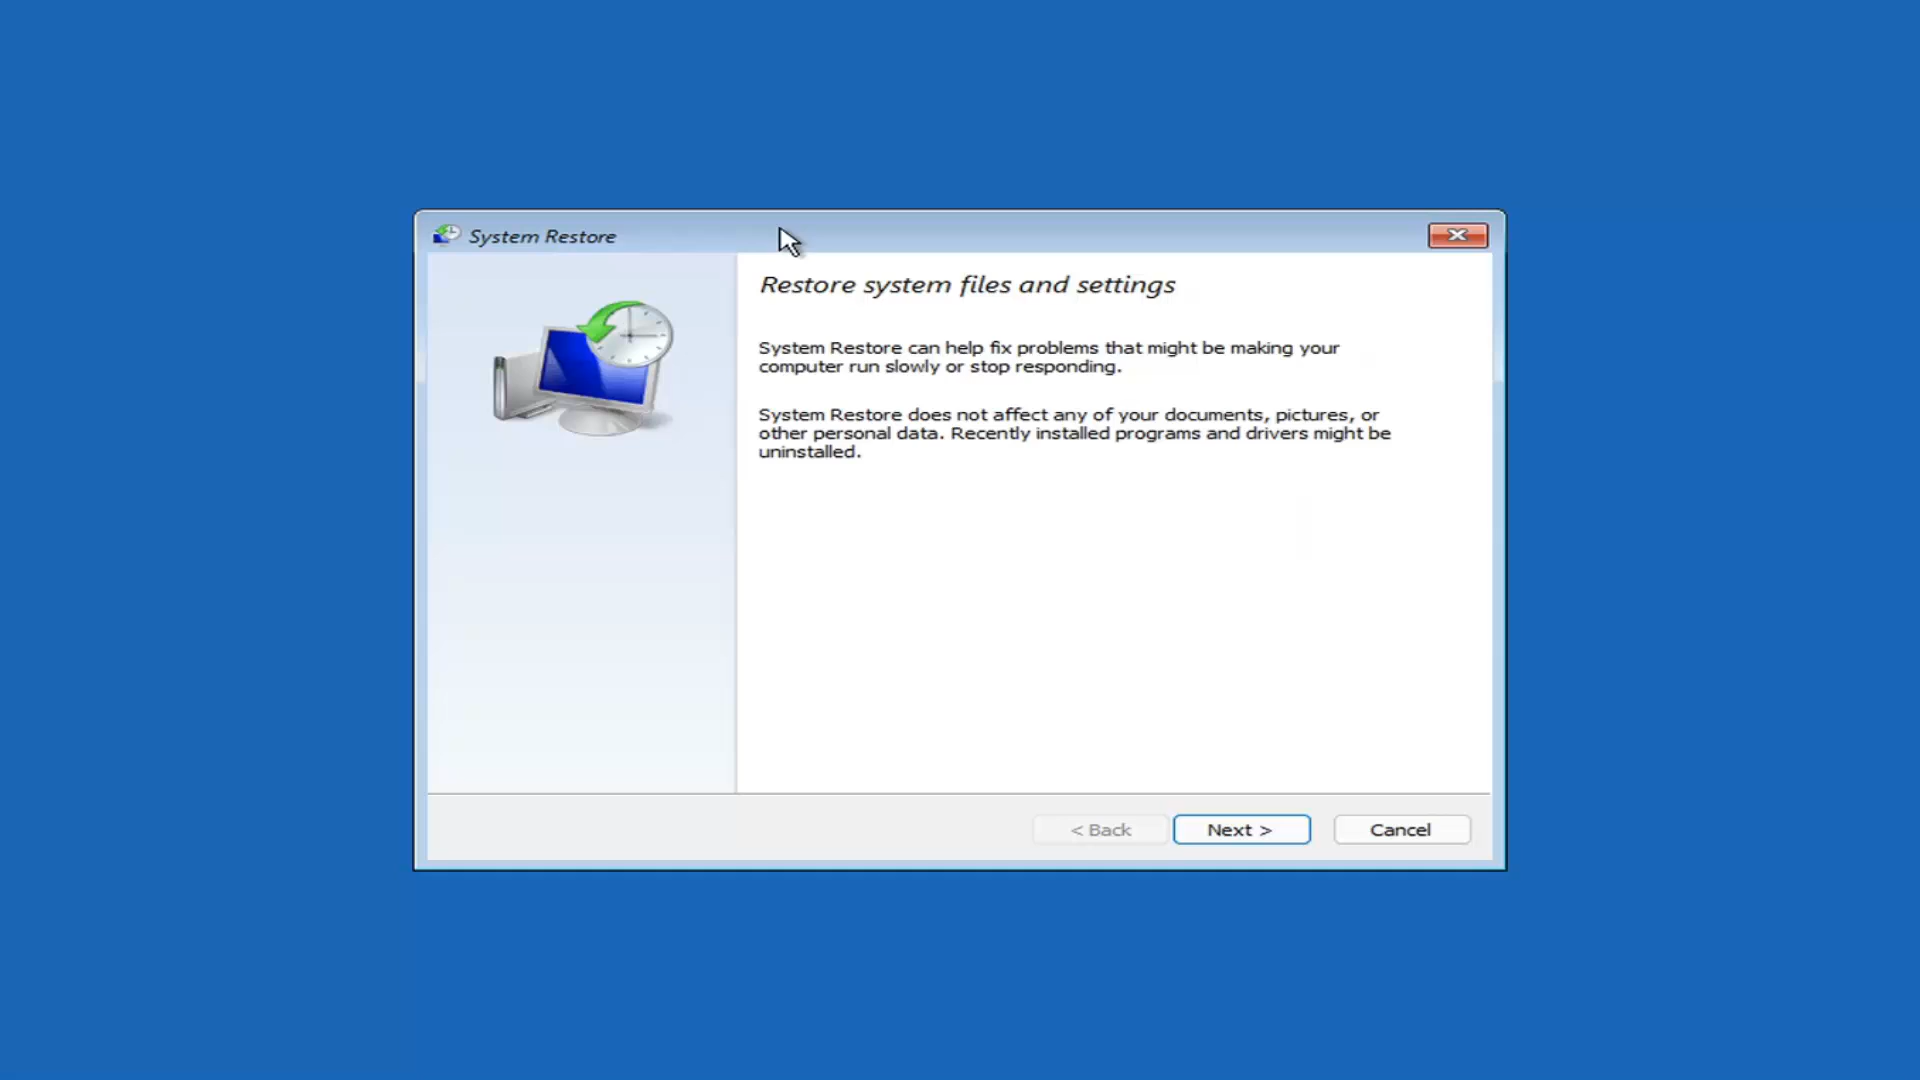 System Restore
Restore system files and settings
System Restore can help fix problems that might be making your
computer run slowly or stop responding.
System Restore does not affect any of your documents, pictures, or
other personal data. Recently installed programs and drivers might be
uninstalled.
< Back
Next >
Cancel